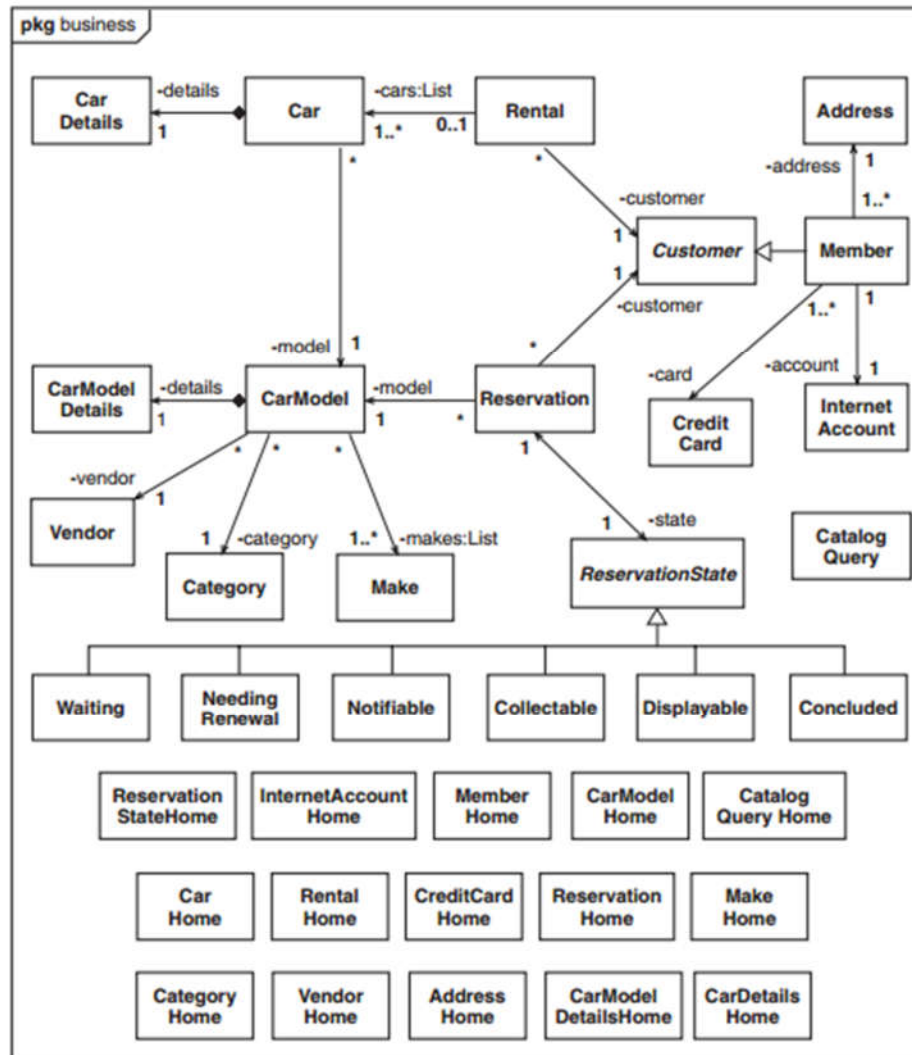 pkg business
Car
Details
-details
1
Car
-cars:List
1..*
0..1
Rental
Address
1
-address
1..*
*
*
-customer
1
Customer
Member
1
-customer
1..*
1
*
-model
1
-card
-account
1
CarModel
Details
-details
1
CarModel
-model
1
*
Reservation
Credit
Card
Internet
Account
*
*
*
1
-vendor
1
Vendor
1
-category
1..*
-makes:List
1
-state
Category
Make
ReservationState
Catalog
Query
Waiting
Needing
Renewal
Notifiable
Collectable
Displayable
Concluded
Reservation
StateHome
InternetAccount
Home
Member
Home
CarModel
Home
Catalog
Query Home
Car
Home
Rental
Home
CreditCard
Home
Reservation
Home
Make
Home
Category
Home
Vendor
Home
Address
Home
CarModel
DetailsHome
CarDetails
Home